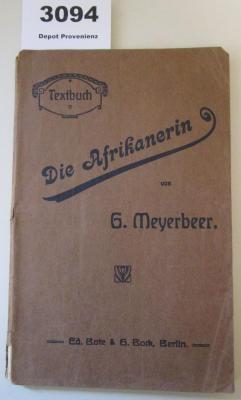 3094
Depot Provenienz
Textbuch
Die Afrikanerin
von
G. Meyerbeer.
Ed. Bote & G. Bock, Berlin.